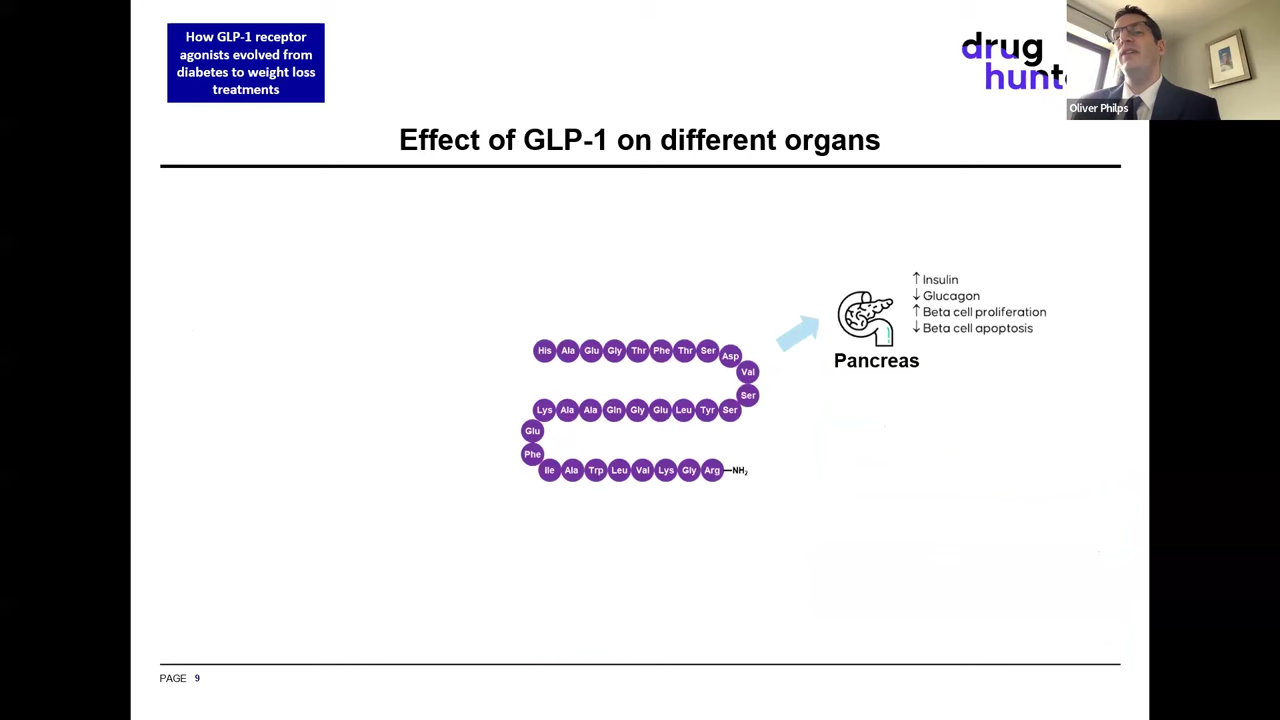 How GLP-1 receptor
agonists evolved from
diabetes to weight loss
treatments
drug
hunt
Oliver Philps
Effect of GLP-1 on different organs
↑ Insulin
↓ Glucagon
↑ Beta cell proliferation
↓ Beta cell apoptosis
Pancreas
His Ala Glu Gly Thr Phe Thr Ser Asp
Val
Ser
Lys Ala Ala Gln Gly Glu Leu Tyr Ser
Glu
Phe
Ile Ala Trp Leu Val Lys Gly Arg NH₂
PAGE 9